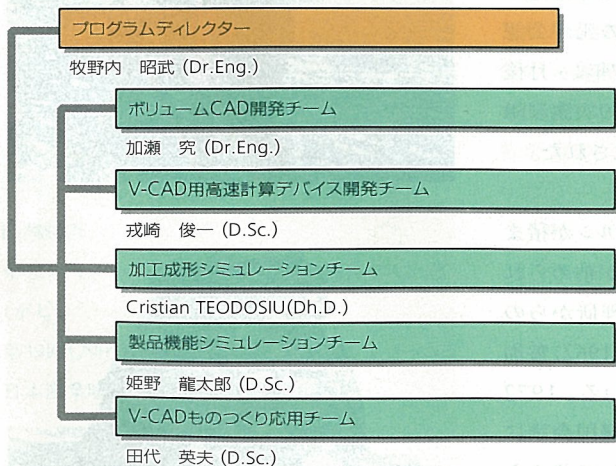 プログラムディレクター
牧野内 昭武 (Dr.Eng.)
ボリュームCAD開発チーム
加瀬 究 (Dr.Eng.)
V-CAD用高速計算デバイス開発チーム
戎崎 俊一 (D.Sc.)
加工成形シミュレーションチーム
Cristian TEODOSIU(Dh.D.)
製品機能シミュレーションチーム
姫野 龍太郎 (D.Sc.)
V-CADものつくり応用チーム
田代 英夫 (D.Sc.)